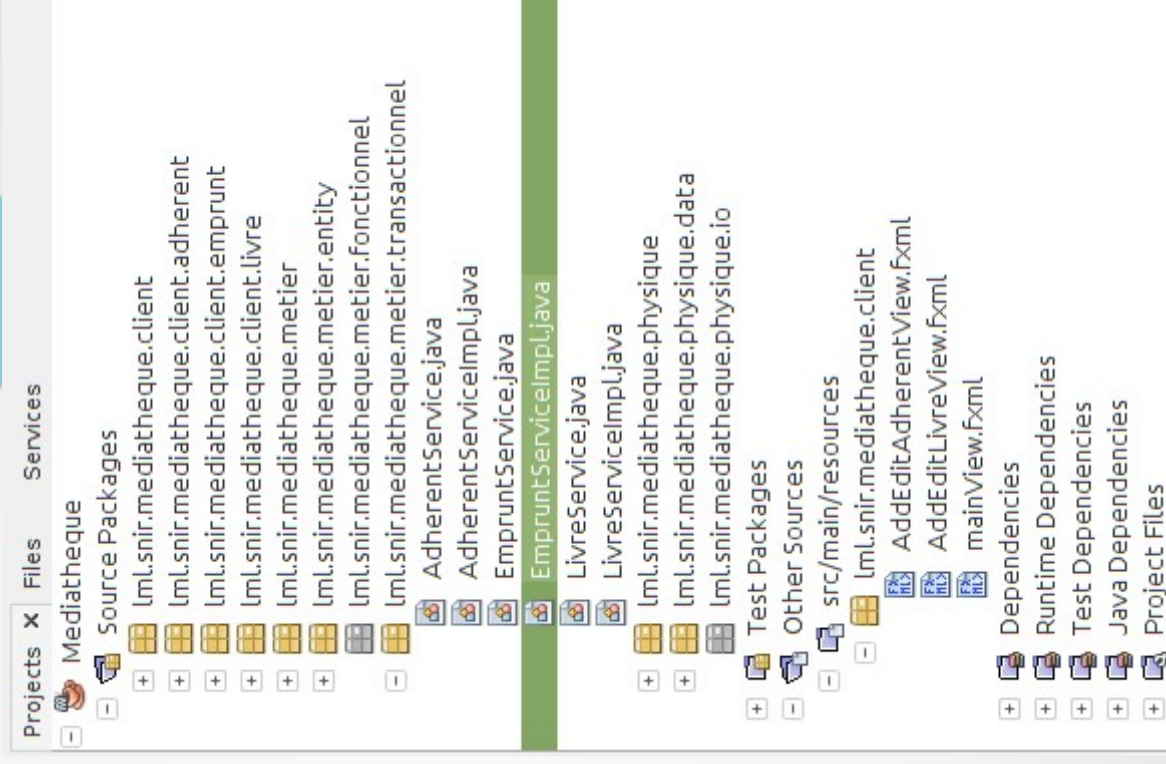 Projects Files Services
Mediatheque
Source Packages
lml.snir.mediatheque.client
lml.snir.mediatheque.client.adherent
lml.snir.mediatheque.client.emprunt
lml.snir.mediatheque.client.livre
lml.snir.mediatheque.metier
lml.snir.mediatheque.metier.entity
lml.snir.mediatheque.metier.fonctionnel
lml.snir.mediatheque.metier.transactionnel
AdherentService.java
AdherentServiceImpl.java
EmpruntService.java
EmpruntServiceImpl.java
LivreService.java
LivreServiceImpl.java
lml.snir.mediatheque.physique
lml.snir.mediatheque.physique.data
lml.snir.mediatheque.physique.io
Test Packages
Other Sources
src/main/resources
lml.snir.mediatheque.client
AddEditAdherentView.fxml
AddEditLivreView.fxml
mainView.fxml
Dependencies
Runtime Dependencies
Test Dependencies
Java Dependencies
Project Files